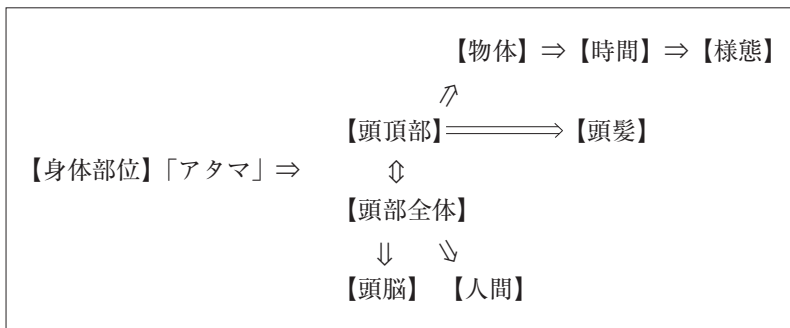 【物体】⇒【時間】⇒【様態】
⇗
【頭頂部】⟹【頭髪】
【身体部位】「アタマ」⇒ ⇕
【頭部全体】
⇓ ⇘
【頭脳】 【人間】